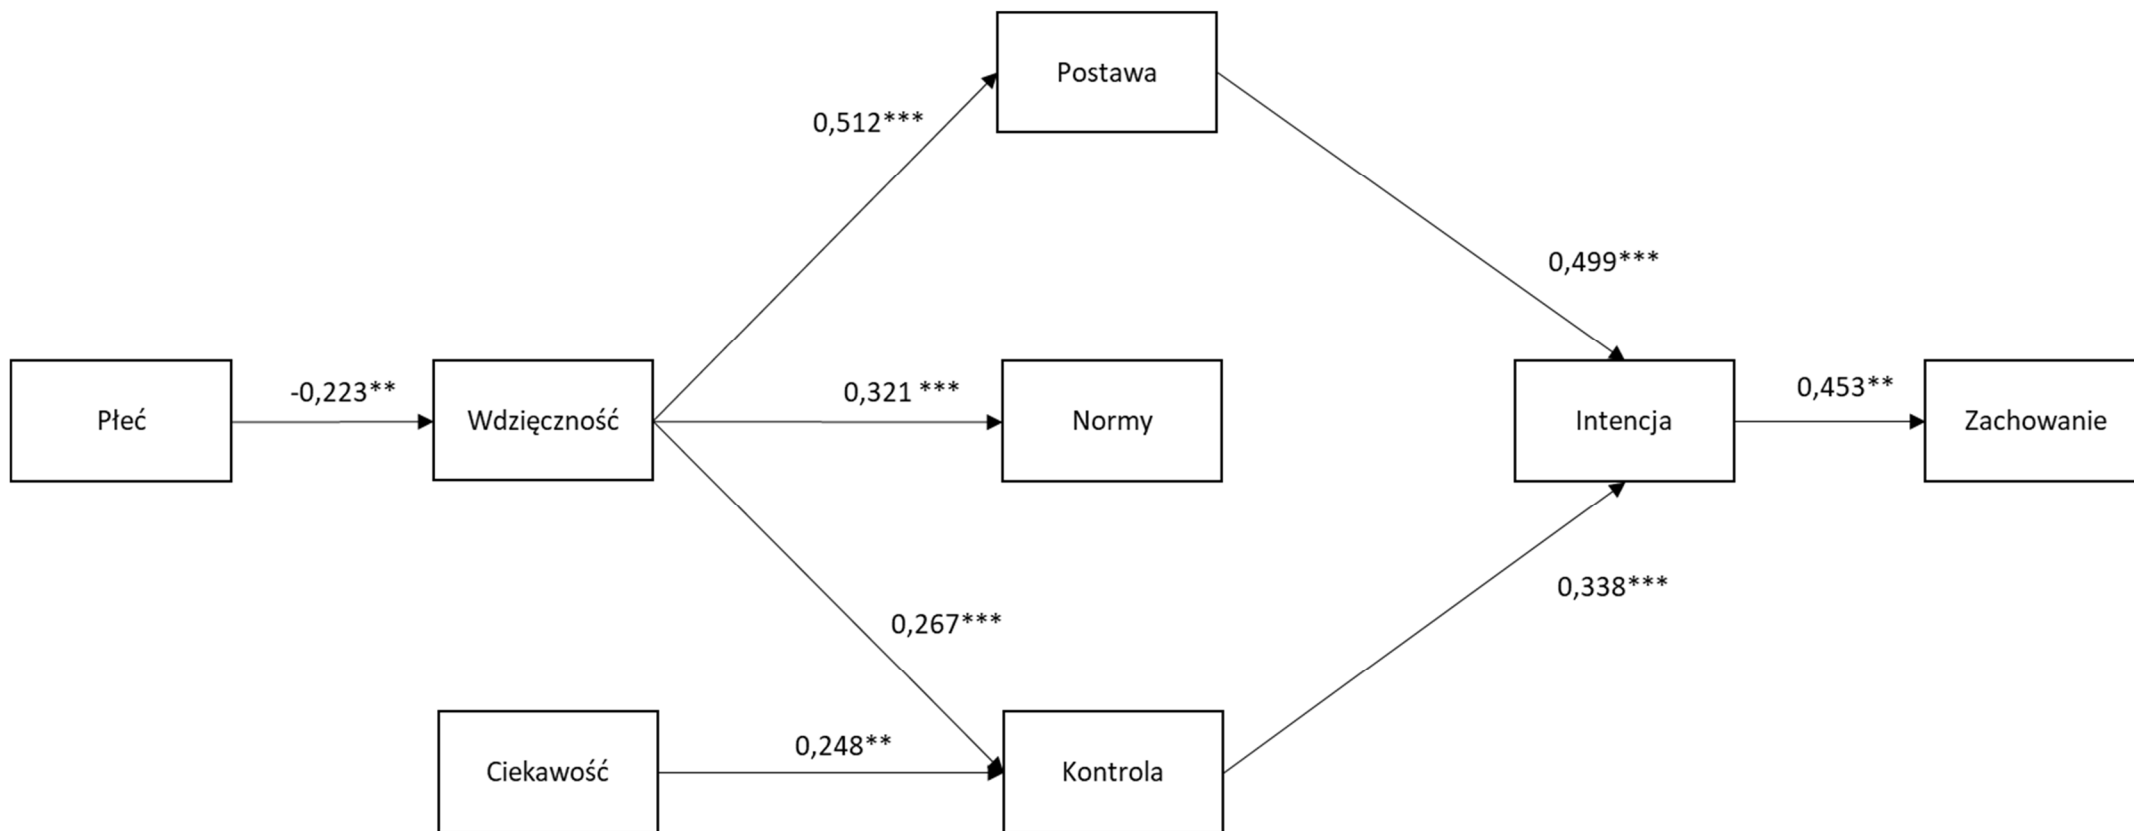 Postawa
0,512***
0,499***
Płeć
-0,223**
Wdzięczność
0,321 ***
Normy
Intencja
0,453**
Zachowanie
0,267***
0,338***
Ciekawość
0,248**
Kontrola